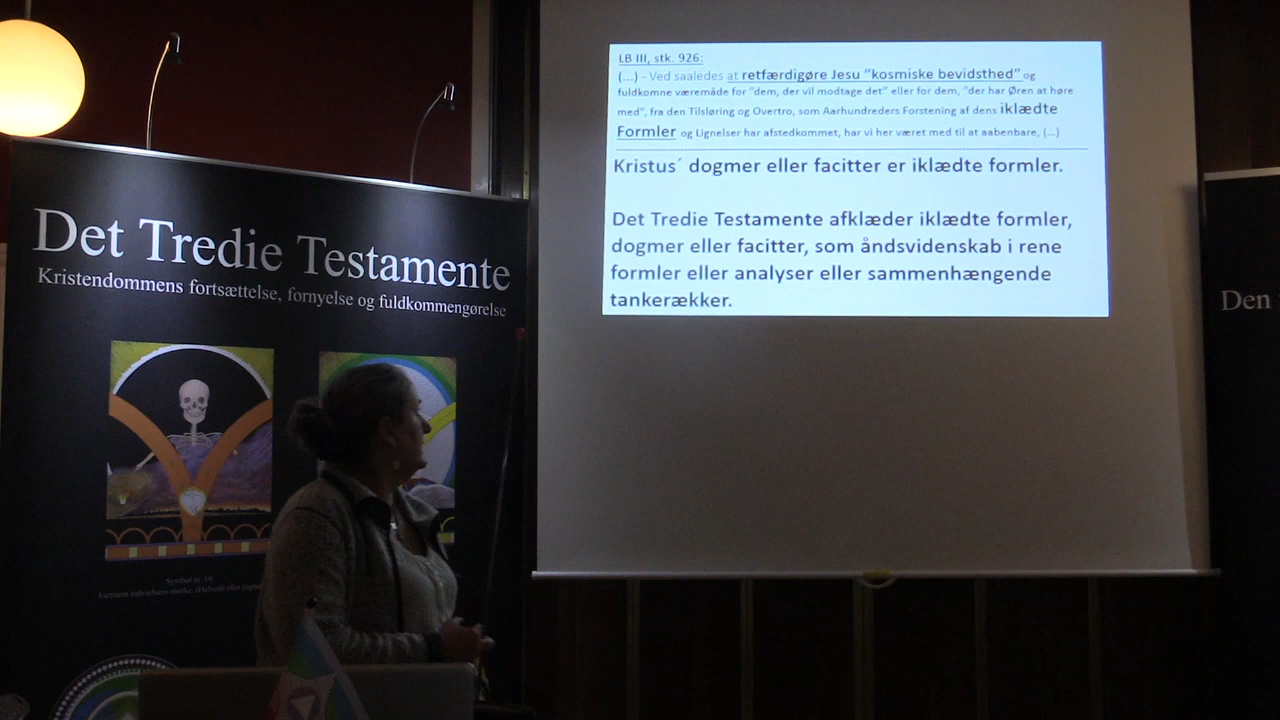 Det Tredie Testamente
Kristendommens fortsættelse, fornyelse og fuldkommengørelse
Symbol nr. 19.
LB III, stk. 926:
(...) - Ved saaledes at retfærdigøre Jesu ”kosmiske bevidsthed” og
fuldkomne væremåde for ”dem, der vil modtage det” eller for dem, ”der har Øren at høre
med”, fra den Tilsløring og Overtro, som Aarhundreders Forstening af dens iklædte
Formler og Lignelser har afstedkommet, har vi her været med til at aabenbare, (...)
Kristus´ dogmer eller facitter er iklædte formler.
Det Tredie Testamente afklæder iklædte formler,
dogmer eller facitter, som åndsvidenskab i rene
formler eller analyser eller sammenhængende
tankerækker.
Den